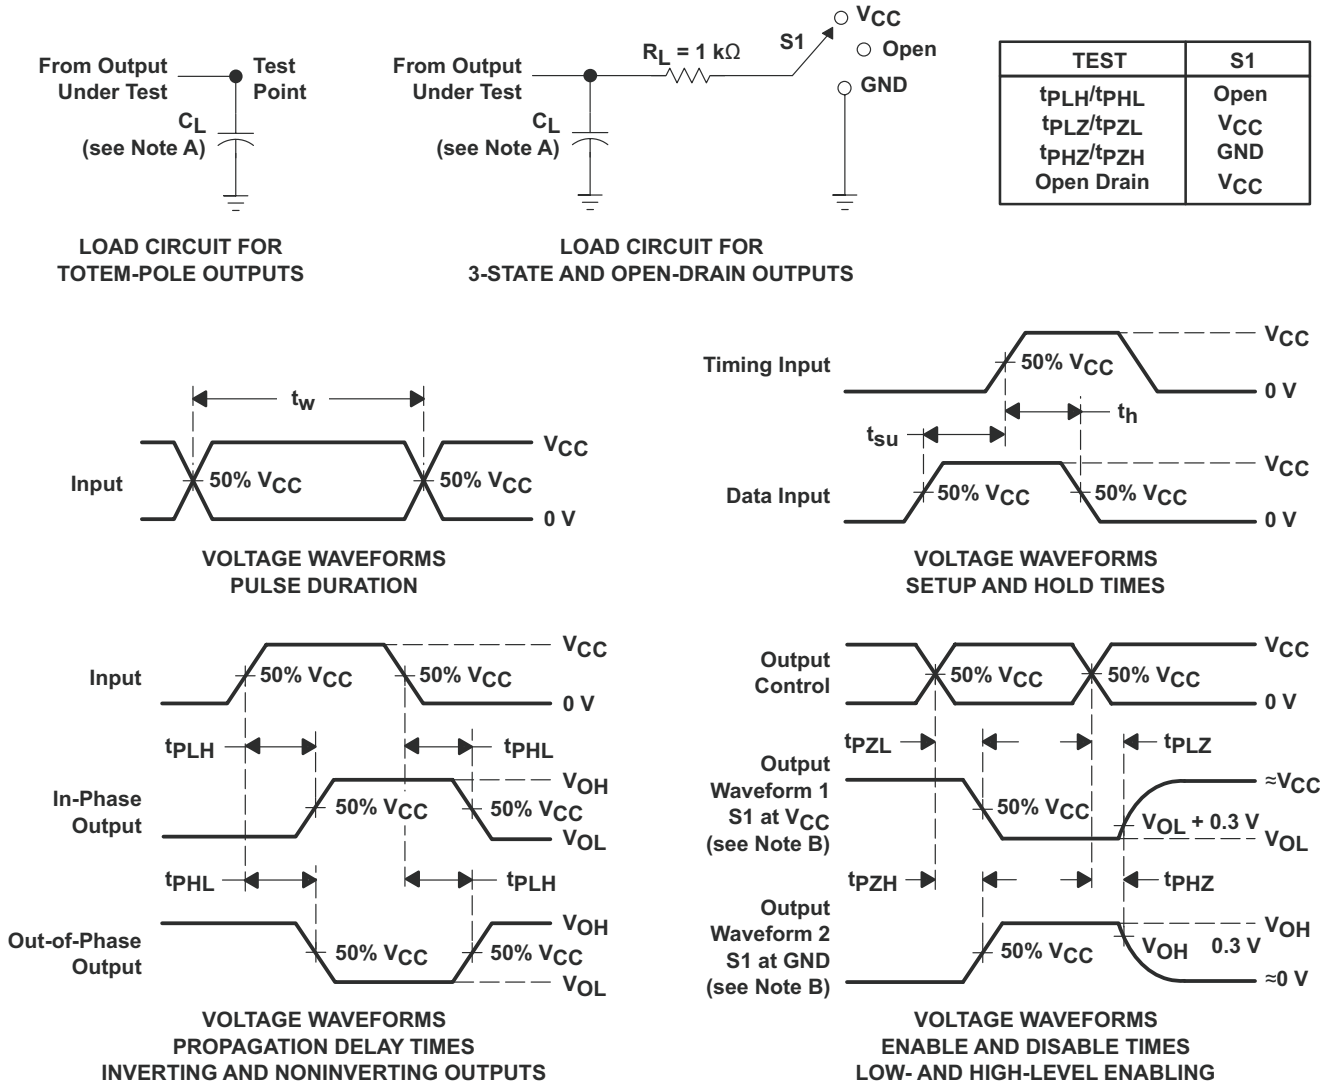 From Output
Under Test
Test
Point
CL
(see Note A)
LOAD CIRCUIT FOR
TOTEM-POLE OUTPUTS
From Output
Under Test
RL = 1 kΩ
S1
VCC
Open
GND
CL
(see Note A)
LOAD CIRCUIT FOR
3-STATE AND OPEN-DRAIN OUTPUTS
TEST S1
tPLH/tPHL Open
tPLZ/tPZL VCC
tPHZ/tPZH GND
Open Drain VCC
tw
Input
50% VCC
50% VCC
VCC
0 V
VOLTAGE WAVEFORMS
PULSE DURATION
Timing Input
50% VCC
VCC
0 V
th
tsu
Data Input
50% VCC
50% VCC
VCC
0 V
VOLTAGE WAVEFORMS
SETUP AND HOLD TIMES
Input
50% VCC
50% VCC
VCC
0 V
tPLH
tPHL
In-Phase
Output
50% VCC
50% VCC
VOH
VOL
tPHL
tPLH
Out-of-Phase
Output
50% VCC
50% VCC
VOH
VOL
VOLTAGE WAVEFORMS
PROPAGATION DELAY TIMES
INVERTING AND NONINVERTING OUTPUTS
Output
Control
50% VCC
50% VCC
VCC
0 V
tPZL
tPLZ
Output
Waveform 1
S1 at VCC
(see Note B)
50% VCC
VOL + 0.3 V
≈VCC
VOL
tPZH
tPHZ
Output
Waveform 2
S1 at GND
(see Note B)
50% VCC
VOH 0.3 V
VOH
≈0 V
VOLTAGE WAVEFORMS
ENABLE AND DISABLE TIMES
LOW- AND HIGH-LEVEL ENABLING